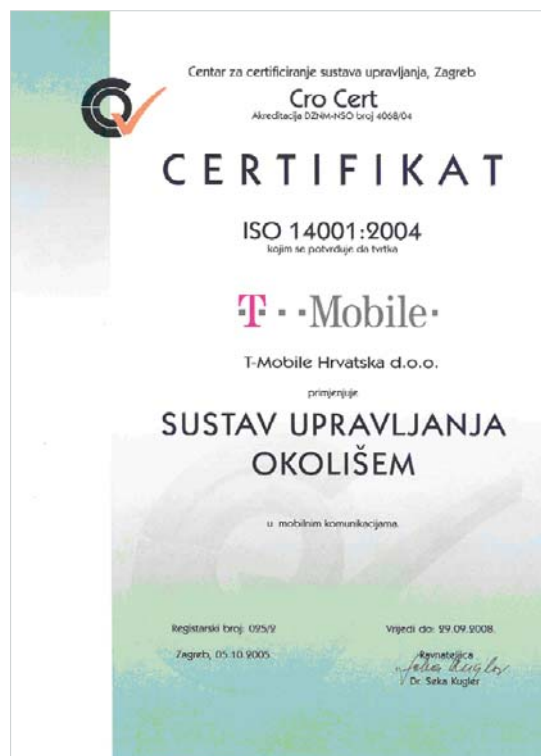 Centar za certificiranje sustava upravljanja, Zagreb
Cro Cert
Akreditacija DZNM-NSO broj 4068/04
CERTIFIKAT
ISO 14001:2004
kojim se potvrđuje da tvrtka
T··Mobile·
T-Mobile Hrvatska d.o.o.
primjenjuje
SUSTAV UPRAVLJANJA
OKOLIŠEM
u mobilnim komunikacijama.
Registarski broj: 025/2
Vrijedi do: 29.09.2008.
Zagreb, 05.10.2005.
Ravnateljica
Dr. Seka Kugler